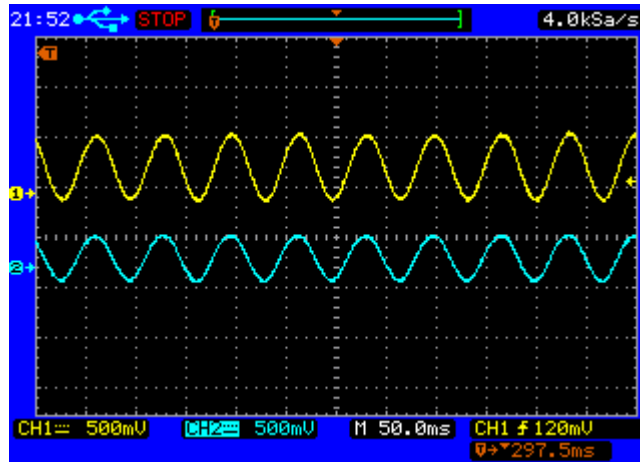 21:52 STOP T 4.0kSa/s
T
1
2
CH1 500mV CH2 500mV M 50.0ms CH1 120mV
T 297.5ms